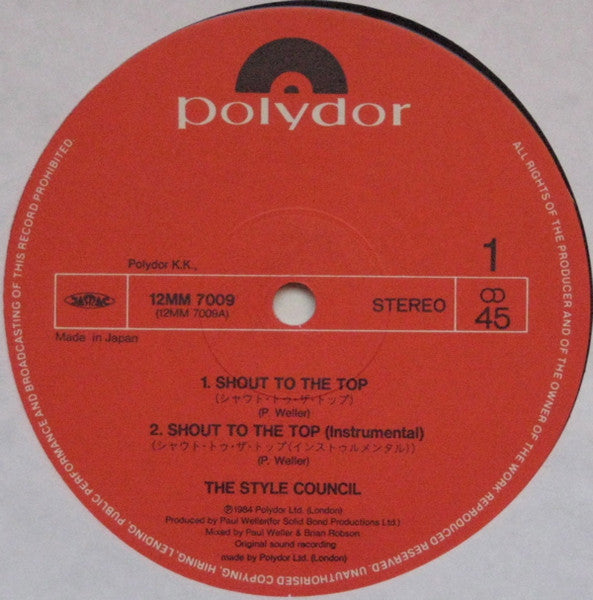 polydor
Polydor K.K.,
1
JASRAC
12MM 7009
(12MM 7009A)
STEREO
45
Made in Japan
1. SHOUT TO THE TOP
(シャウト・トゥ・ザ・トップ)
(P. Weller)
2. SHOUT TO THE TOP (Instrumental)
(シャウト・トゥ・ザ・トップ(インストゥルメンタル))
(P. Weller)
THE STYLE COUNCIL
Ⓟ1984 Polydor Ltd. (London)
Produced by Paul Wellerfor Solid Bond Productions Ltd.)
Mixed by Paul Weller & Brian Robson
Original sound recording
made by Polydor Ltd. (London)
ALL RIGHTS OF THE PRODUCER AND OF THE OWNER OF THE WORK REPRODUCED RESERVED. UNAUTHORISED COPYING, HIRING, LENDING, PUBLIC PERFORMANCE AND BROADCASTING OF THIS RECORD PROHIBITED.